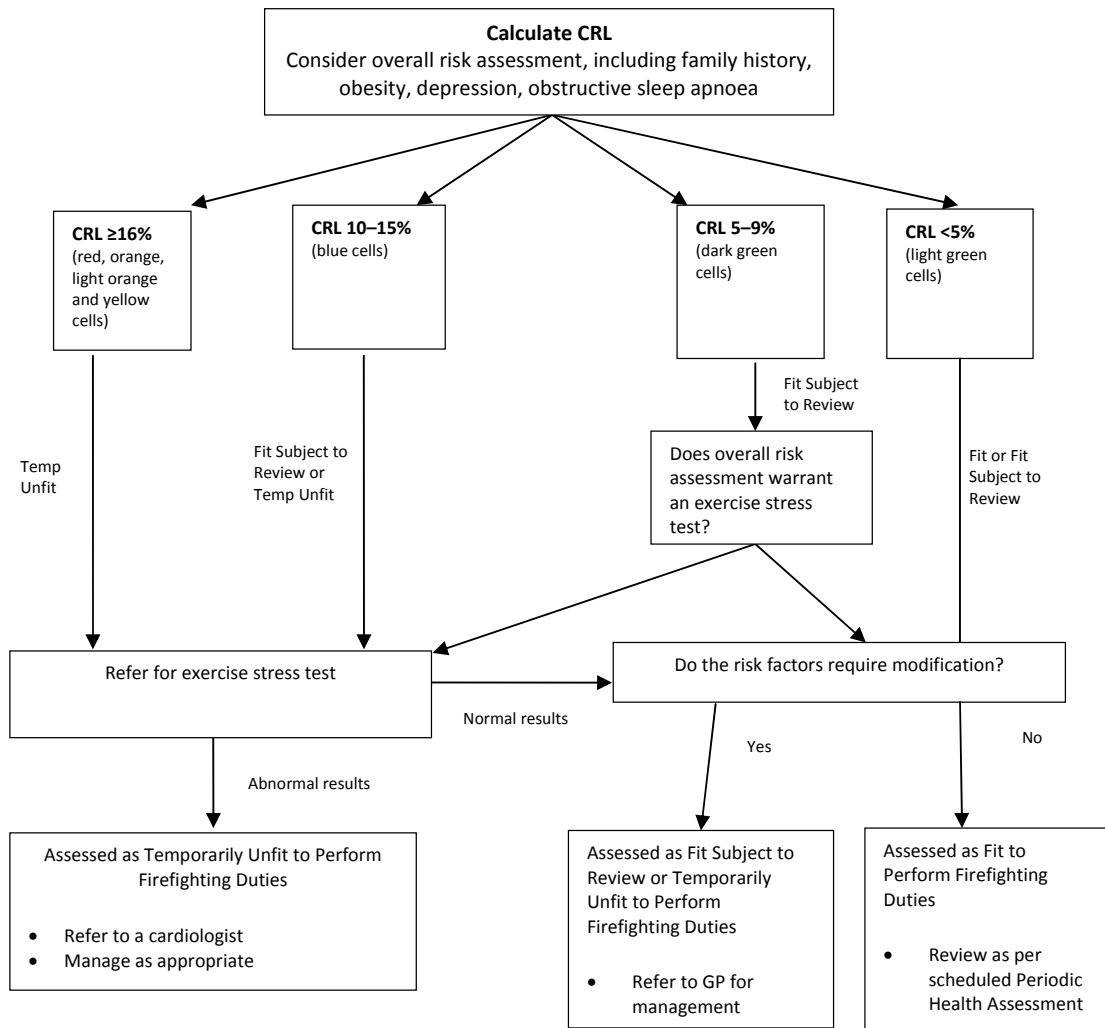 Calculate CRL
Consider overall risk assessment, including family history,
obesity, depression, obstructive sleep apnoea
CRL ≥16%
(red, orange,
light orange
and yellow
cells)
CRL 10–15%
(blue cells)
CRL 5–9%
(dark green
cells)
CRL <5%
(light green
cells)
Temp
Unfit
Fit Subject to
Review or
Temp Unfit
Fit Subject
to Review
Does overall risk
assessment warrant
an exercise stress
test?
Fit or Fit
Subject to
Review
Refer for exercise stress test
Normal results
Do the risk factors require modification?
Abnormal results
Yes
No
Assessed as Temporarily Unfit to Perform
Firefighting Duties
• Refer to a cardiologist
• Manage as appropriate
Assessed as Fit Subject to
Review or Temporarily
Unfit to Perform
Firefighting Duties
• Refer to GP for
management
Assessed as Fit to
Perform Firefighting
Duties
• Review as per
scheduled Periodic
Health Assessment